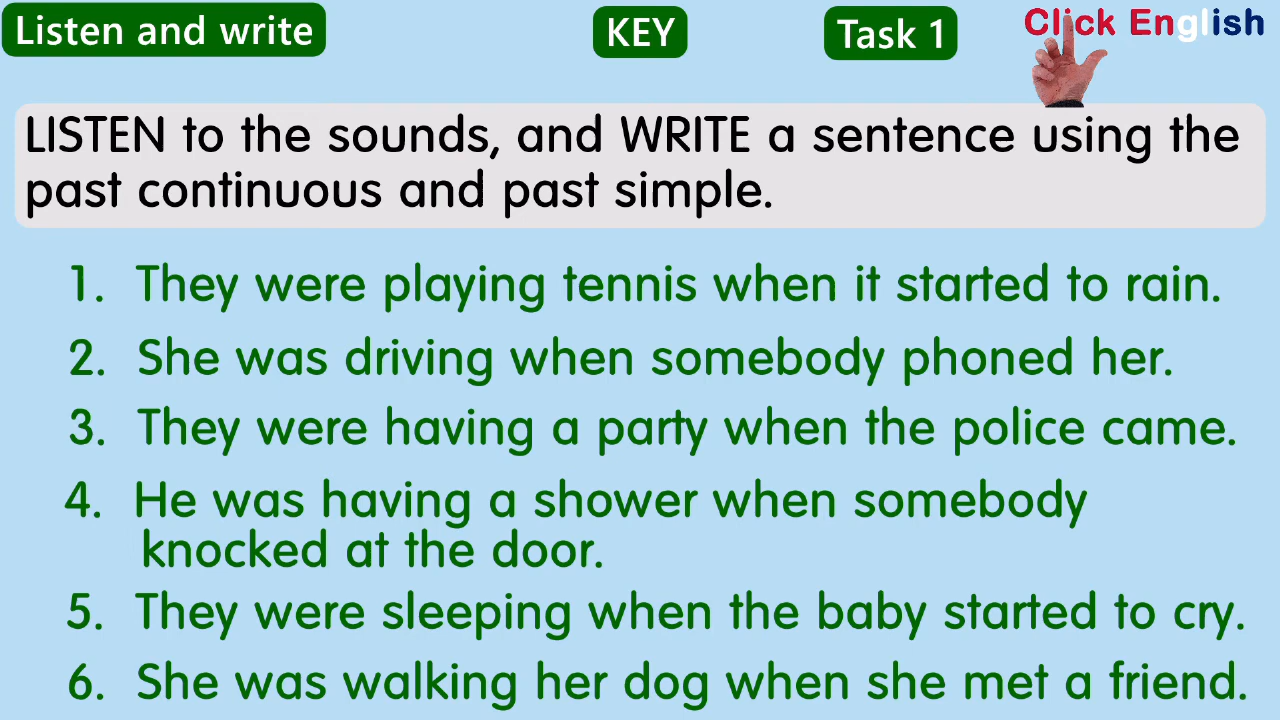 Listen and write
KEY
Task 1
Click English
LISTEN to the sounds, and WRITE a sentence using the
past continuous and past simple.
1. They were playing tennis when it started to rain.
2. She was driving when somebody phoned her.
3. They were having a party when the police came.
4. He was having a shower when somebody
knocked at the door.
5. They were sleeping when the baby started to cry.
6. She was walking her dog when she met a friend.